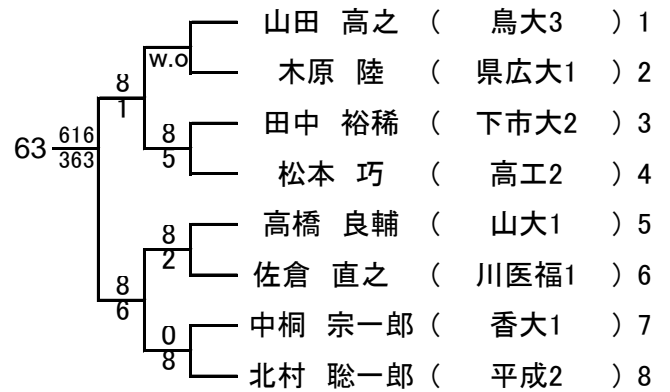 山田 高之 ( 鳥大3 ) 1
w.o
木原 陸 ( 県広大1 ) 2
8
1
田中 裕稀 ( 下市大2 ) 3
8
5
63
616
363
松本 巧 ( 高工2 ) 4
高橋 良輔 ( 山大1 ) 5
8
2
佐倉 直之 ( 川医福1 ) 6
8
6
中桐 宗一郎 ( 香大1 ) 7
0
8
北村 聡一郎 ( 平成2 ) 8